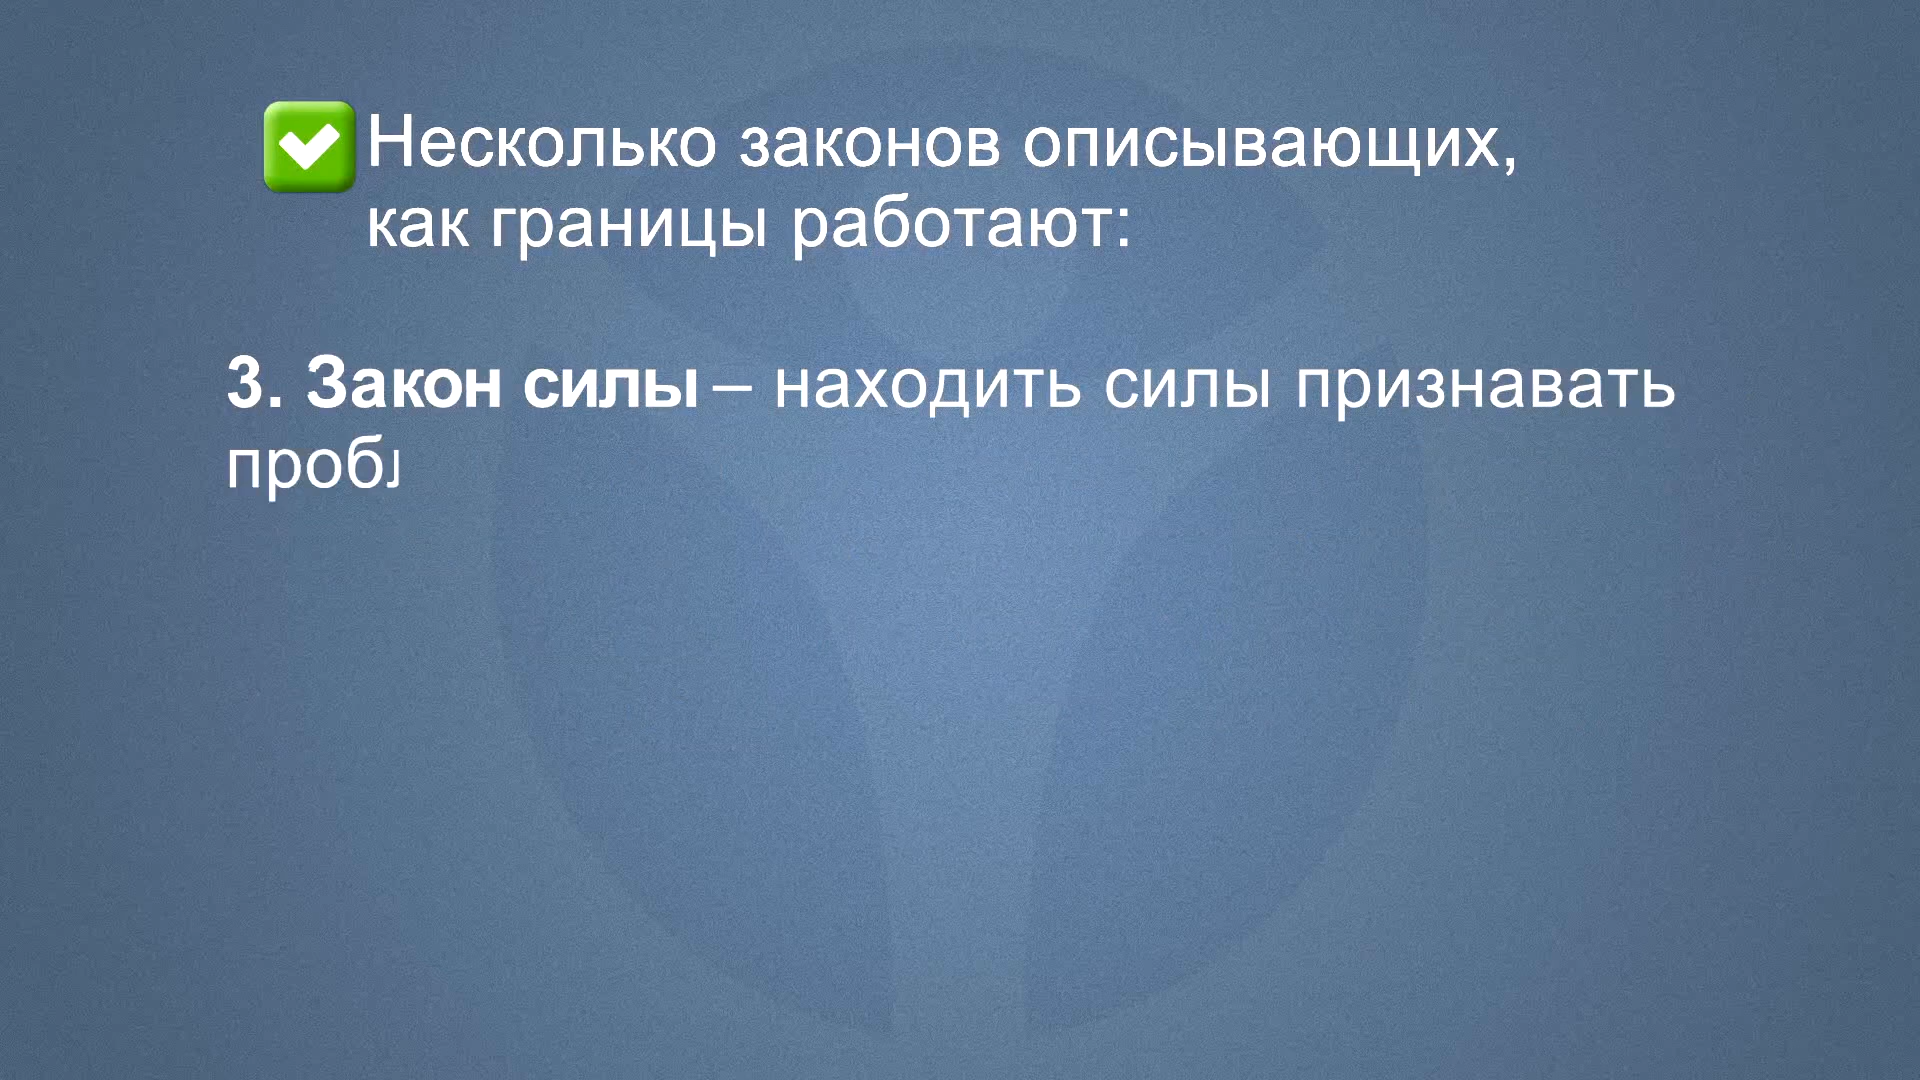 Несколько законов описывающих,
как границы работают:
3. Закон силы – находить силы признавать